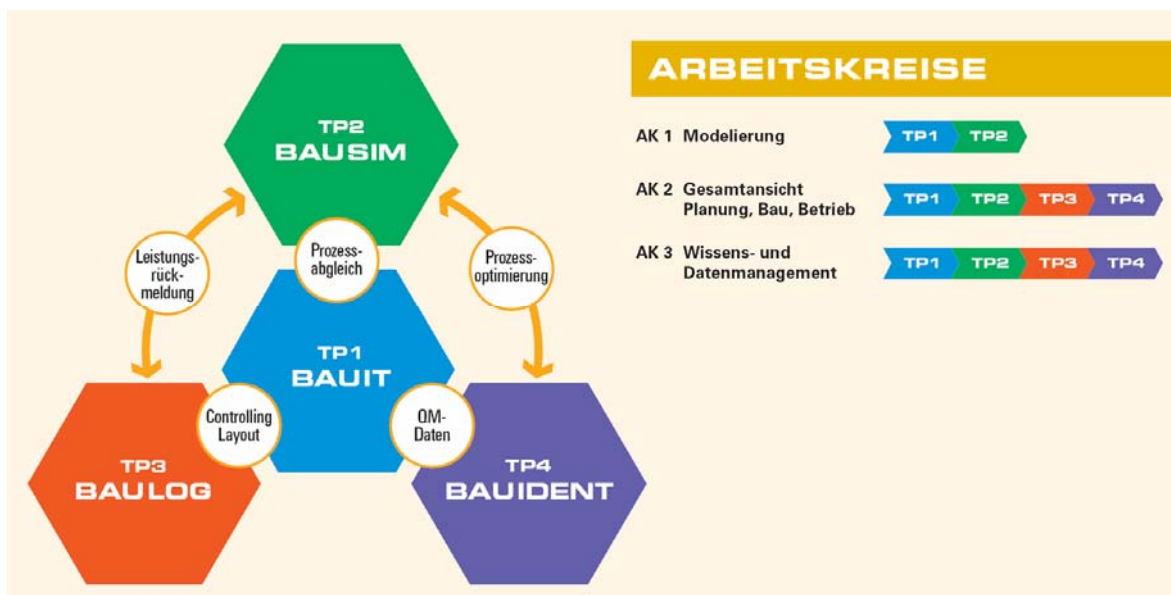 TP2
BAUSIM
Leistungs-
rück-
meldung
Prozess-
abgleich
Prozess-
optimierung
TP1
BAUIT
Controlling
Layout
QM-
Daten
TP3
BAULOG
TP4
BAUIDENT
ARBEITSKREISE
AK 1 Modelierung TP1 TP2
AK 2 Gesamtansicht
Planung, Bau, Betrieb TP1 TP2 TP3 TP4
AK 3 Wissens- und
Datenmanagement TP1 TP2 TP3 TP4